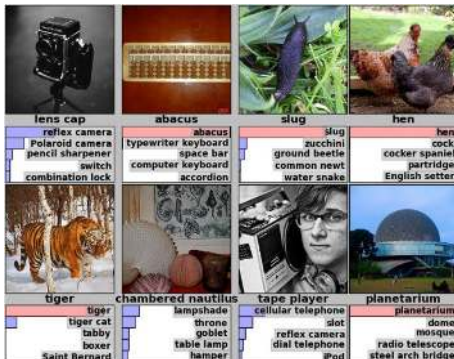 lens cap
abacus
slug
hen
reflex camera
Polaroid camera
pencil sharpener
switch
combination lock
abacus
typewriter keyboard
space bar
computer keyboard
accordion
slug
zucchini
ground beetle
common newt
water snake
hen
cock
cocker spaniel
partridge
English setter
tiger
chambered nautilus
tape player
planetarium
tiger
tiger cat
tabby
boxer
Saint Bernard
lampshade
throne
goblet
table lamp
hamper
cellular telephone
slot
reflex camera
dial telephone
iPod
planetarium
dome
mosque
radio telescope
steel arch bridge